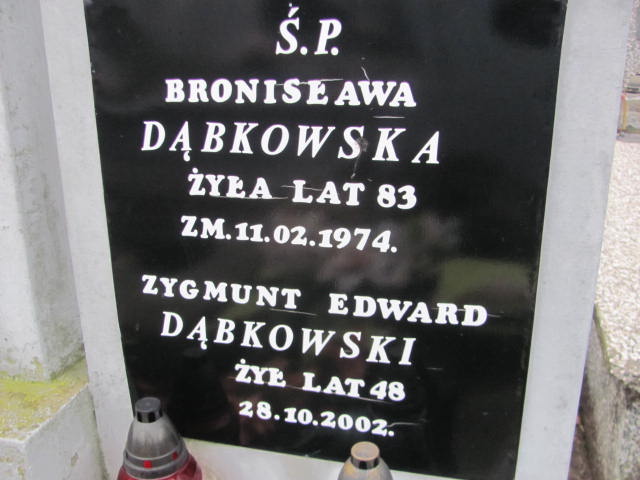 Ś.P.
BRONISŁAWA
DĄBKOWSKA
ŻYŁA LAT 83
ZM.11.02.1974.
ZYGMUNT EDWARD
DĄBKOWSKI
ŻYŁ LAT 48
28.10.2002.